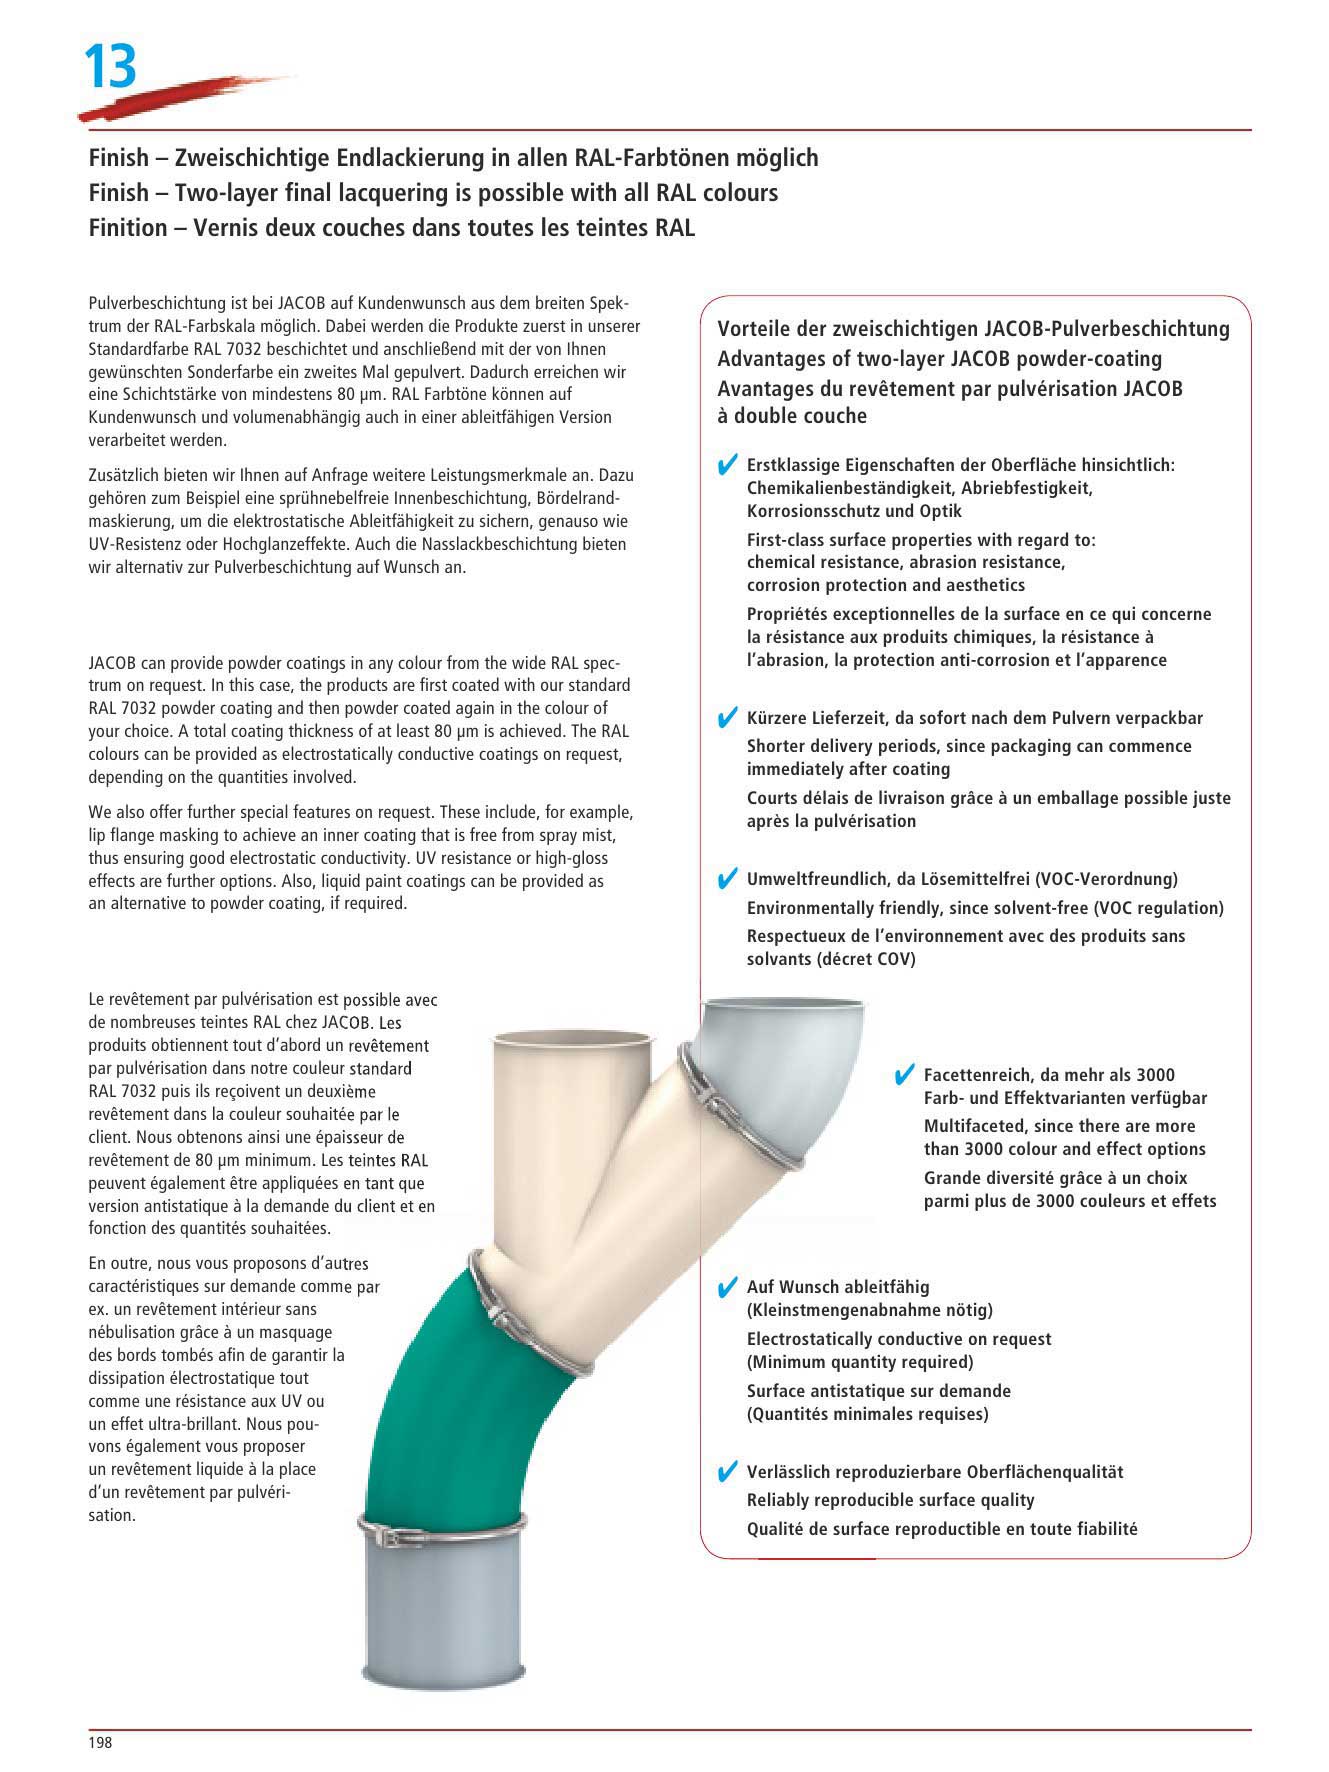 13
Finish – Zweischichtige Endlackierung in allen RAL-Farbtönen möglich
Finish – Two-layer final lacquering is possible with all RAL colours
Finition – Vernis deux couches dans toutes les teintes RAL
Pulverbeschichtung ist bei JACOB auf Kundenwunsch aus dem breiten Spek-
trum der RAL-Farbskala möglich. Dabei werden die Produkte zuerst in unserer
Standardfarbe RAL 7032 beschichtet und anschließend mit der von Ihnen
gewünschten Sonderfarbe ein zweites Mal gepulvert. Dadurch erreichen wir
eine Schichtstärke von mindestens 80 µm. RAL Farbtöne können auf
Kundenwunsch und volumenabhängig auch in einer ableitfähigen Version
verarbeitet werden.
Zusätzlich bieten wir Ihnen auf Anfrage weitere Leistungsmerkmale an. Dazu
gehören zum Beispiel eine sprühnebelfreie Innenbeschichtung, Bördelrand-
maskierung, um die elektrostatische Ableitfähigkeit zu sichern, genauso wie
UV-Resistenz oder Hochglanzeffekte. Auch die Nasslackbeschichtung bieten
wir alternativ zur Pulverbeschichtung auf Wunsch an.
JACOB can provide powder coatings in any colour from the wide RAL spec-
trum on request. In this case, the products are first coated with our standard
RAL 7032 powder coating and then powder coated again in the colour of
your choice. A total coating thickness of at least 80 µm is achieved. The RAL
colours can be provided as electrostatically conductive coatings on request,
depending on the quantities involved.
We also offer further special features on request. These include, for example,
lip flange masking to achieve an inner coating that is free from spray mist,
thus ensuring good electrostatic conductivity. UV resistance or high-gloss
effects are further options. Also, liquid paint coatings can be provided as
an alternative to powder coating, if required.
Le revêtement par pulvérisation est possible avec
de nombreuses teintes RAL chez JACOB. Les
produits obtiennent tout d’abord un revêtement
par pulvérisation dans notre couleur standard
RAL 7032 puis ils reçoivent un deuxième
revêtement dans la couleur souhaitée par le
client. Nous obtenons ainsi une épaisseur de
revêtement de 80 µm minimum. Les teintes RAL
peuvent également être appliquées en tant que
version antistatique à la demande du client et en
fonction des quantités souhaitées.
En outre, nous vous proposons d’autres
caractéristiques sur demande comme par
ex. un revêtement intérieur sans
nébulisation grâce à un masquage
des bords tombés afin de garantir la
dissipation électrostatique tout
comme une résistance aux UV ou
un effet ultra-brillant. Nous pou-
vons également vous proposer
un revêtement liquide à la place
d’un revêtement par pulvéri-
sation.
Vorteile der zweischichtigen JACOB-Pulverbeschichtung
Advantages of two-layer JACOB powder-coating
Avantages du revêtement par pulvérisation JACOB
à double couche
✔ Erstklassige Eigenschaften der Oberfläche hinsichtlich:
Chemikalienbeständigkeit, Abriebfestigkeit,
Korrosionsschutz und Optik
First-class surface properties with regard to:
chemical resistance, abrasion resistance,
corrosion protection and aesthetics
Propriétés exceptionnelles de la surface en ce qui concerne
la résistance aux produits chimiques, la résistance à
l’abrasion, la protection anti-corrosion et l’apparence
✔ Kürzere Lieferzeit, da sofort nach dem Pulvern verpackbar
Shorter delivery periods, since packaging can commence
immediately after coating
Courts délais de livraison grâce à un emballage possible juste
après la pulvérisation
✔ Umweltfreundlich, da Lösemittelfrei (VOC-Verordnung)
Environmentally friendly, since solvent-free (VOC regulation)
Respectueux de l’environnement avec des produits sans
solvants (décret COV)
✔ Facettenreich, da mehr als 3000
Farb- und Effektvarianten verfügbar
Multifaceted, since there are more
than 3000 colour and effect options
Grande diversité grâce à un choix
parmi plus de 3000 couleurs et effets
✔ Auf Wunsch ableitfähig
(Kleinstmengenabnahme nötig)
Electrostatically conductive on request
(Minimum quantity required)
Surface antistatique sur demande
(Quantités minimales requises)
✔ Verlässlich reproduzierbare Oberflächenqualität
Reliably reproducible surface quality
Qualité de surface reproductible en toute fiabilité
198